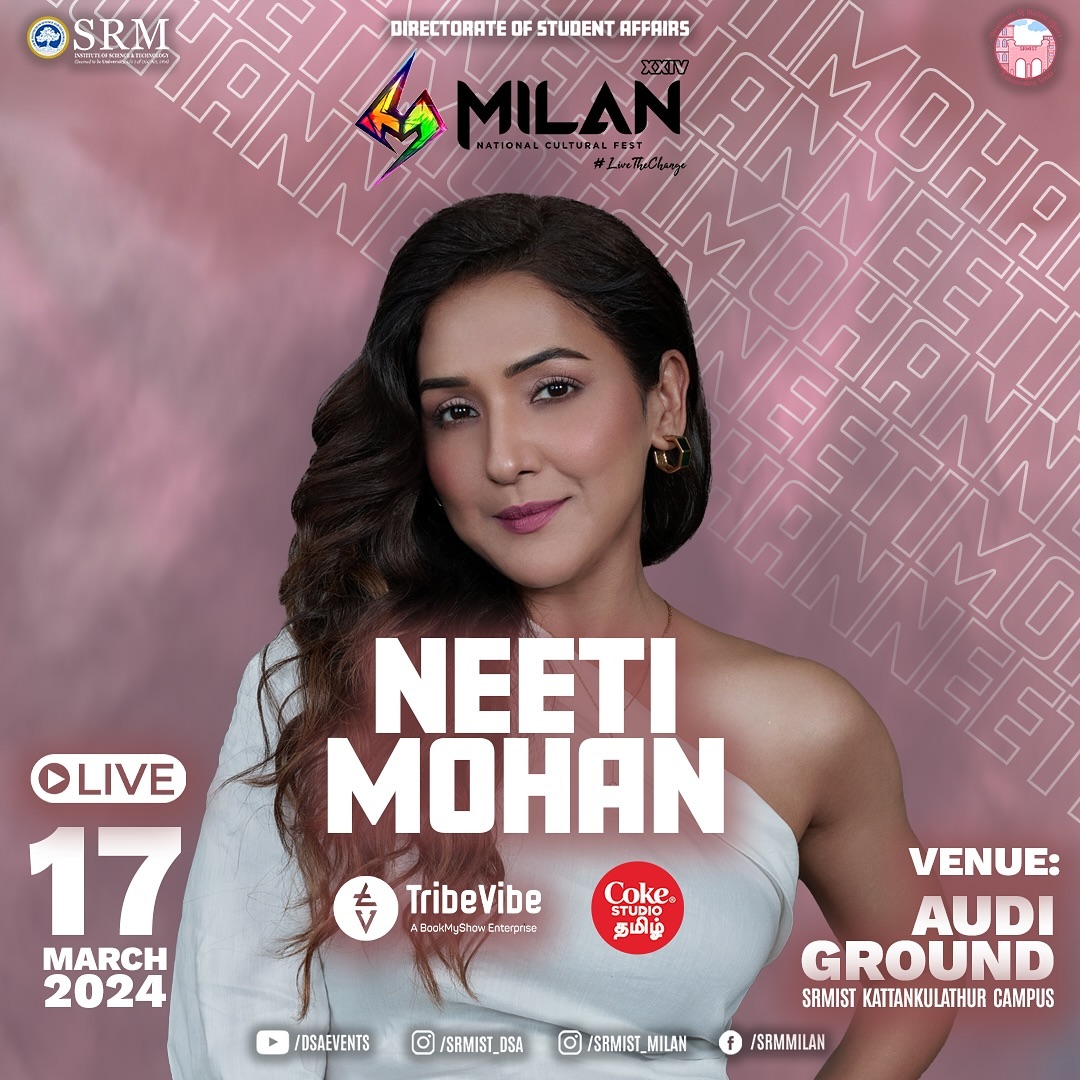 DIRECTORATE OF STUDENT AFFAIRS
SRM
INSTITUTE OF SCIENCE & TECHNOLOGY
SRMIST
XXIV
MILAN
NATIONAL CULTURAL FEST
#LiveTheChange
NEETI
MOHAN
LIVE
17
MARCH
2024
TribeVibe
A BookMyShow Enterprise
Coke
STUDIO
தமிழ்
VENUE:
AUDI
GROUND
SRMIST KATTANKULATHUR CAMPUS
/DSAEVENTS
/SRMIST_DSA
/SRMIST_MILAN
/SRMMILAN